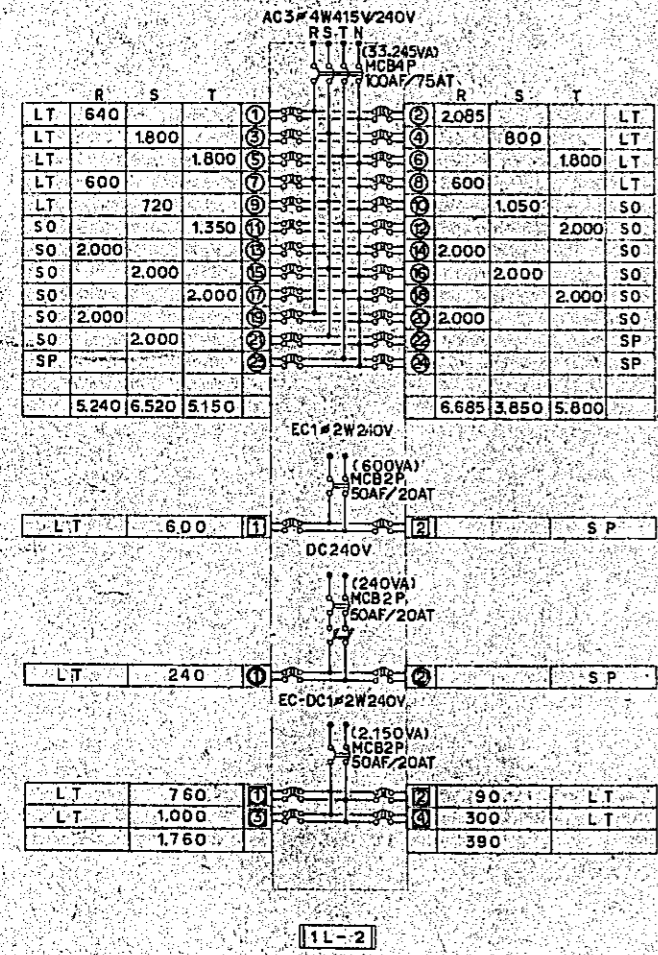 AC3ø4W415V/240V
R S T N
(33.245VA)
MCB4P
100AF/75AT
R S T R S T
LT 640 ① ② 2.085 LT
LT 1.800 ③ ④ 800 LT
LT 1.800 ⑤ ⑥ 1.800 LT
LT 600 ⑦ ⑧ 600 LT
LT 720 ⑨ ⑩ 1.050 SO
SO 1.350 ⑪ ⑫ 2.000 SO
SO 2.000 ⑬ ⑭ 2.000 SO
SO 2.000 ⑮ ⑯ 2.000 SO
SO 2.000 ⑰ ⑱ 2.000 SO
SO 2.000 ⑲ ⑳ 2.000 SO
SO 2.000 ㉑ ㉒ SP
SP ㉓ ㉔ SP
5.240 6.520 5.150 6.685 3.850 5.800
EC1ø2W240V
(600VA)
MCB2P
50AF/20AT
LT 600 1 2 SP
DC240V
(240VA)
MCB2P
50AF/20AT
LT 240 ① ② SP
EC-DC1ø2W240V
(2.150VA)
MCB2P
50AF/20AT
LT 760 1 2 90 LT
LT 1.000 3 4 300 LT
1.760 390
1L-2